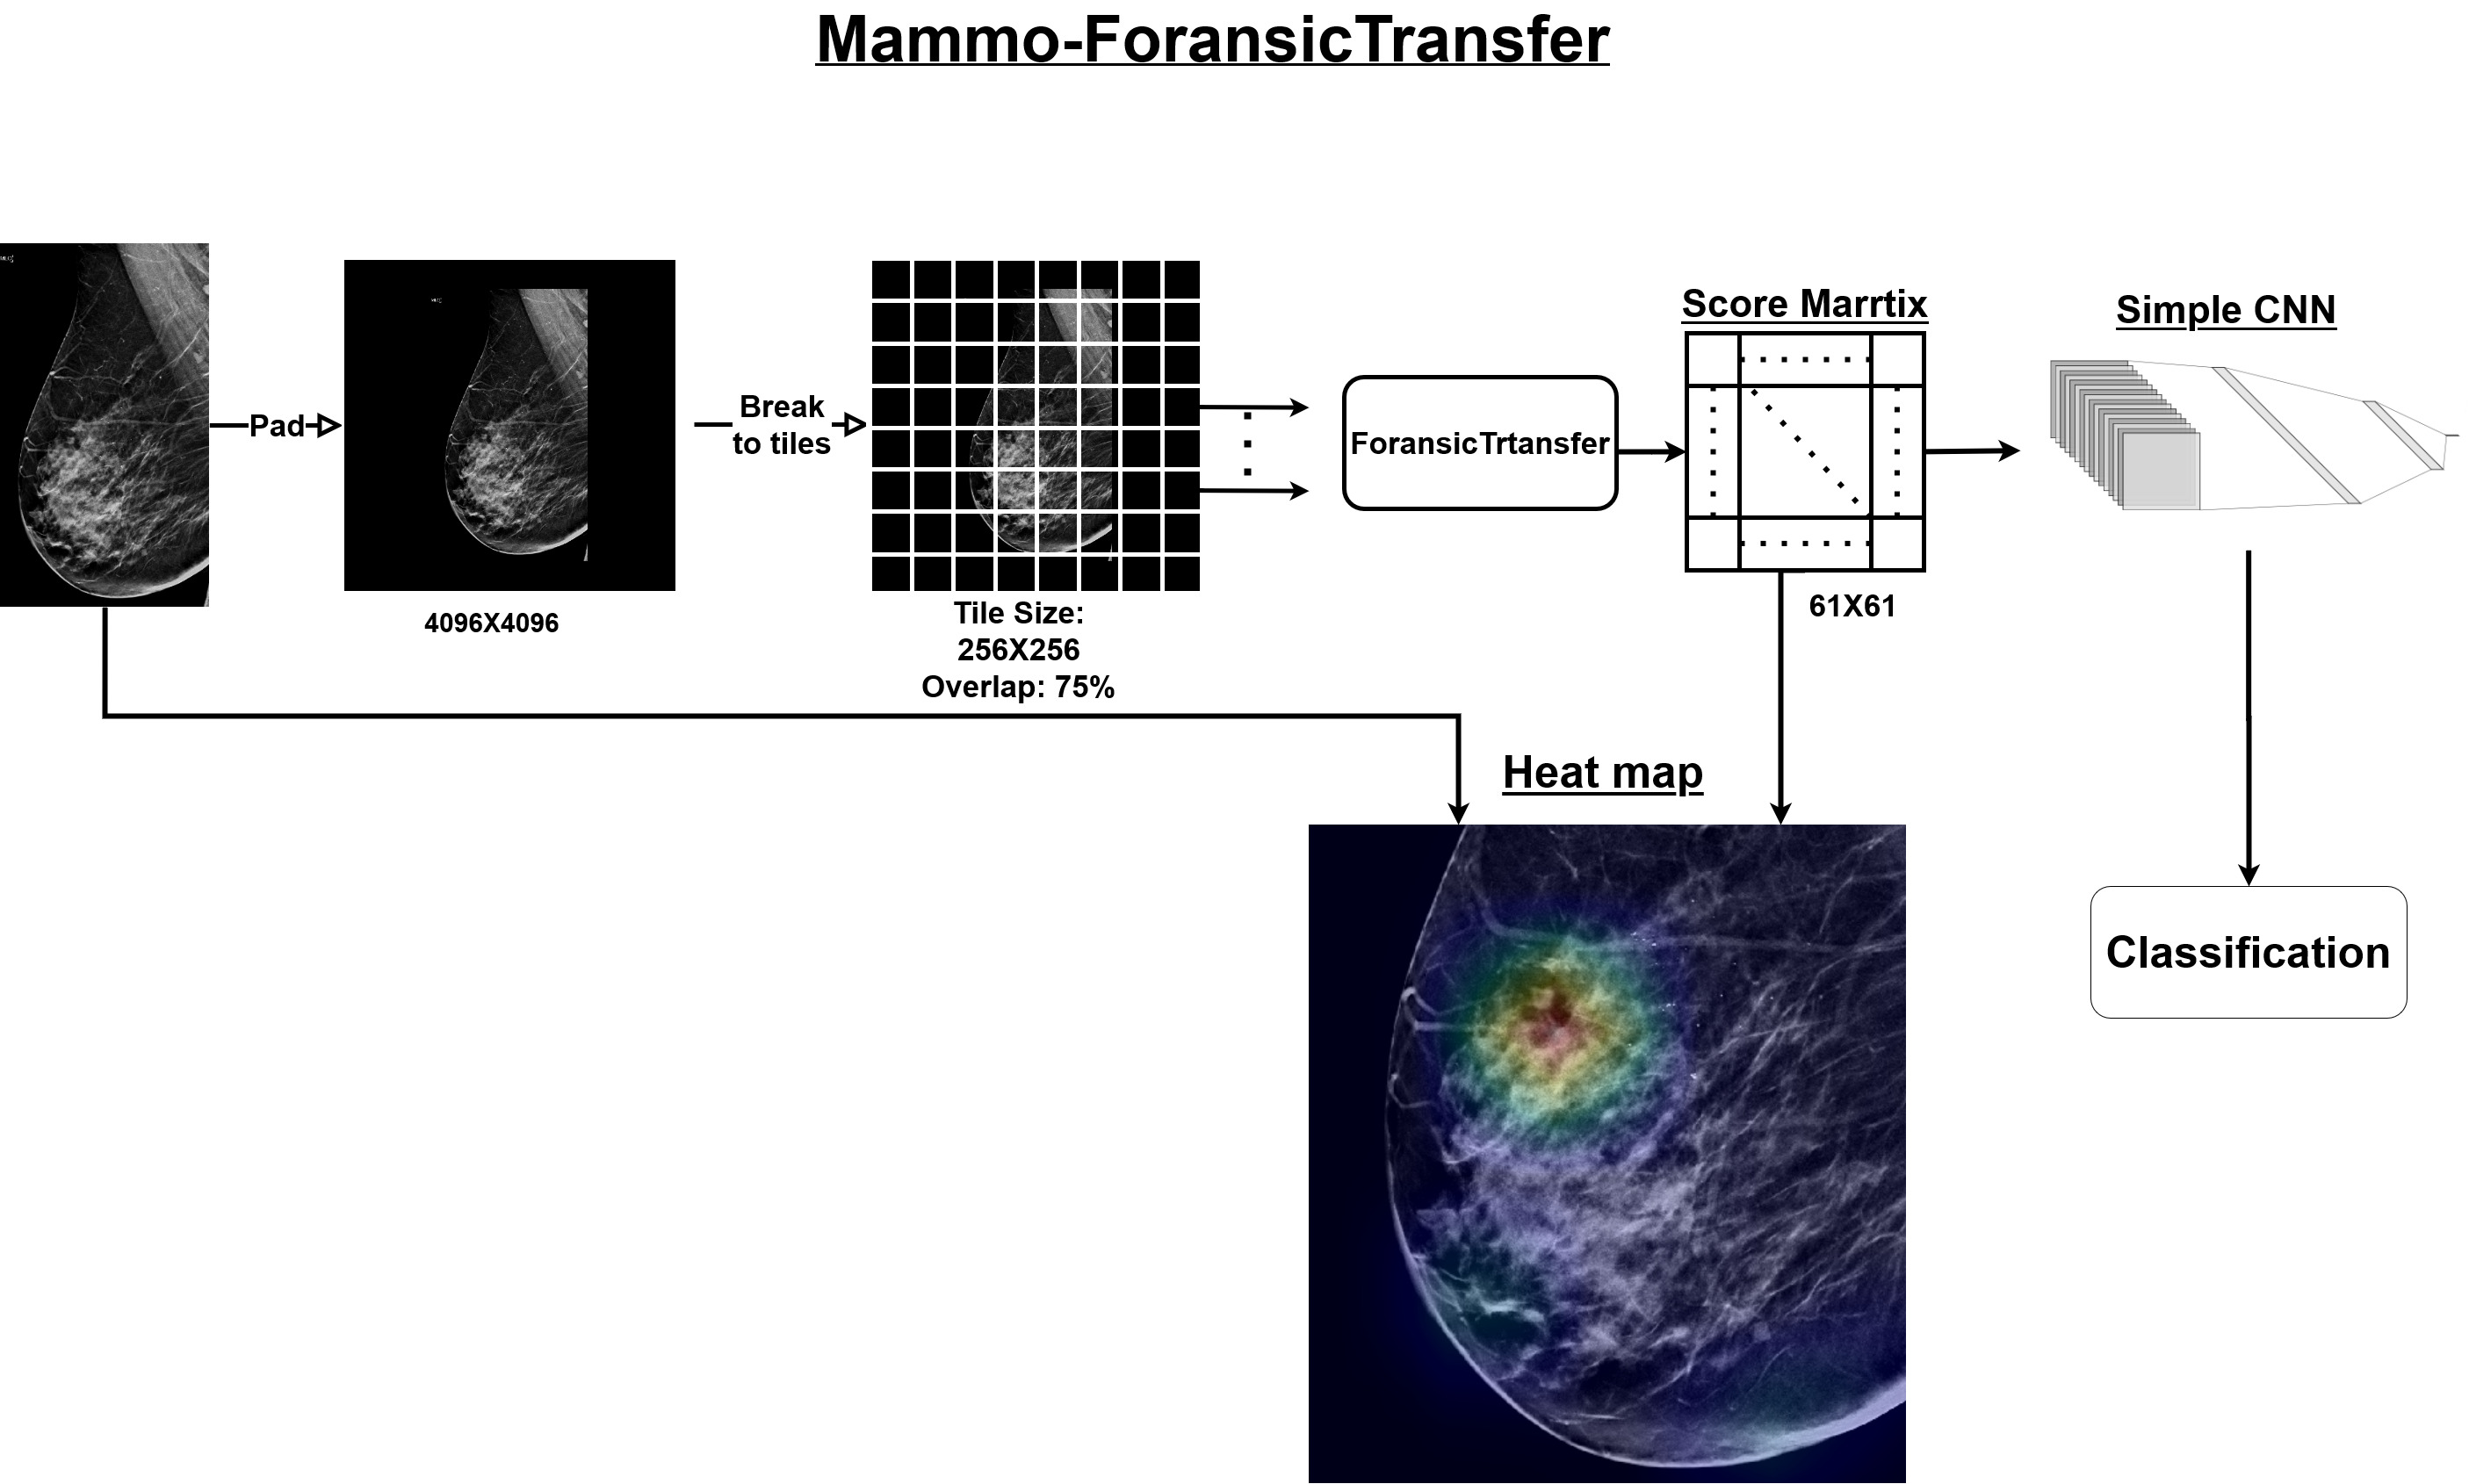 Mammo-ForansicTransfer
Pad
4096X4096
Break
to tiles
Tile Size:
256X256
Overlap: 75%
ForansicTrtansfer
Score Marrtix
61X61
Simple CNN
Heat map
Classification